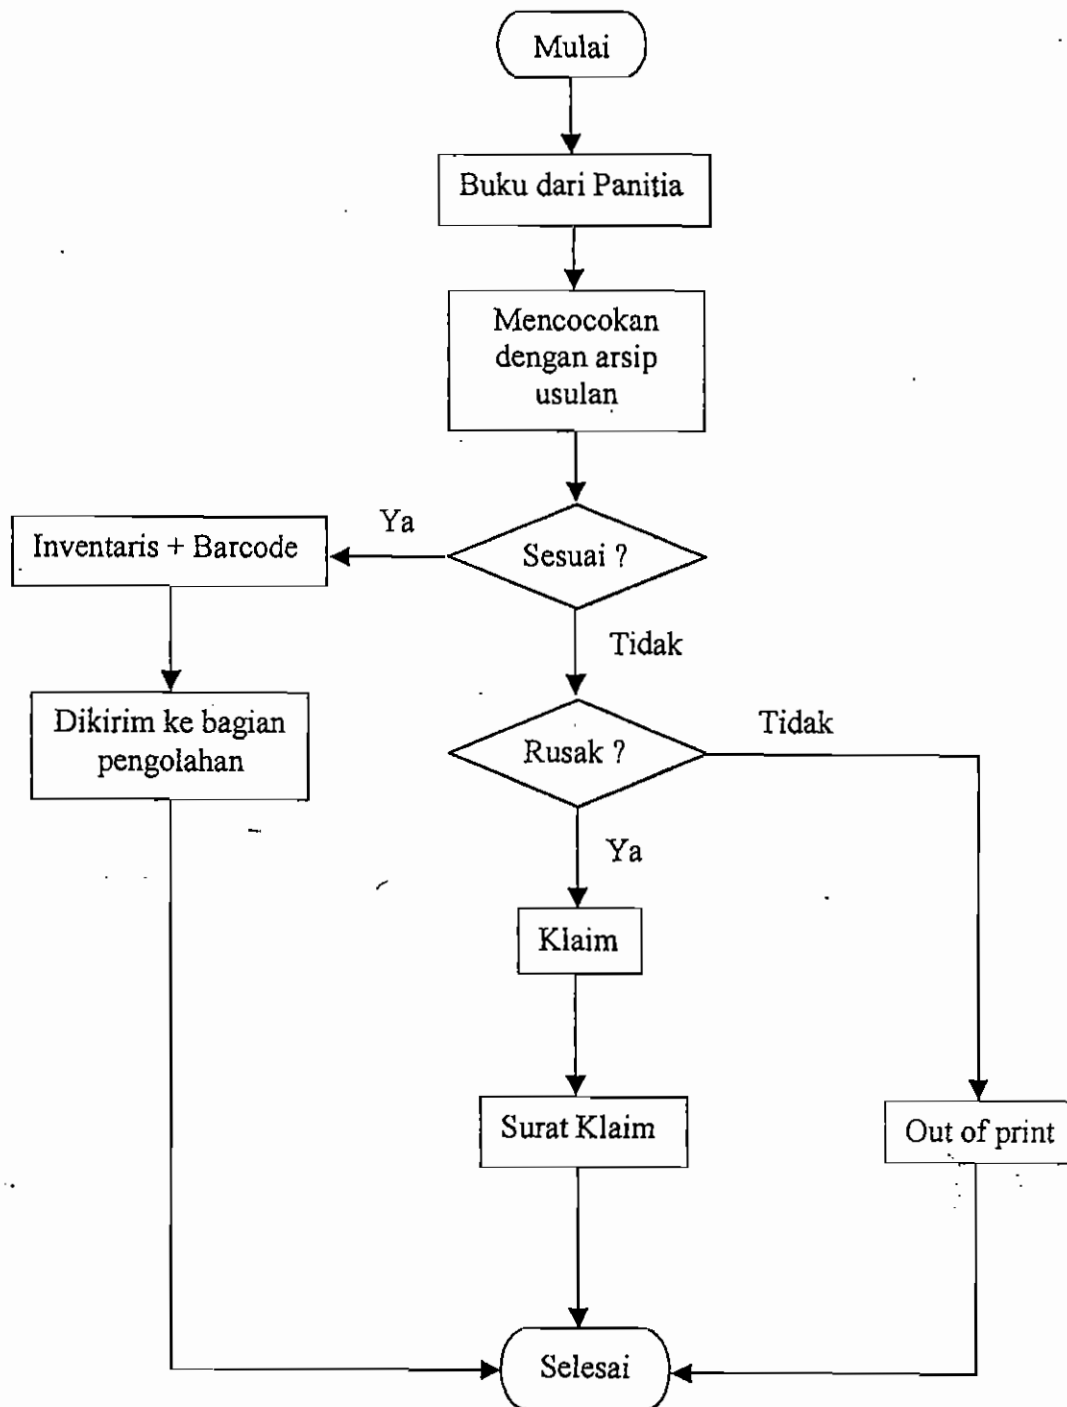 Mulai
Buku dari Panitia
Mencocokan
dengan arsip
usulan
Sesuai ?
Ya
Inventaris + Barcode
Tidak
Dikirim ke bagian
pengolahan
Rusak ?
Tidak
Ya
Klaim
Surat Klaim
Out of print
Selesai